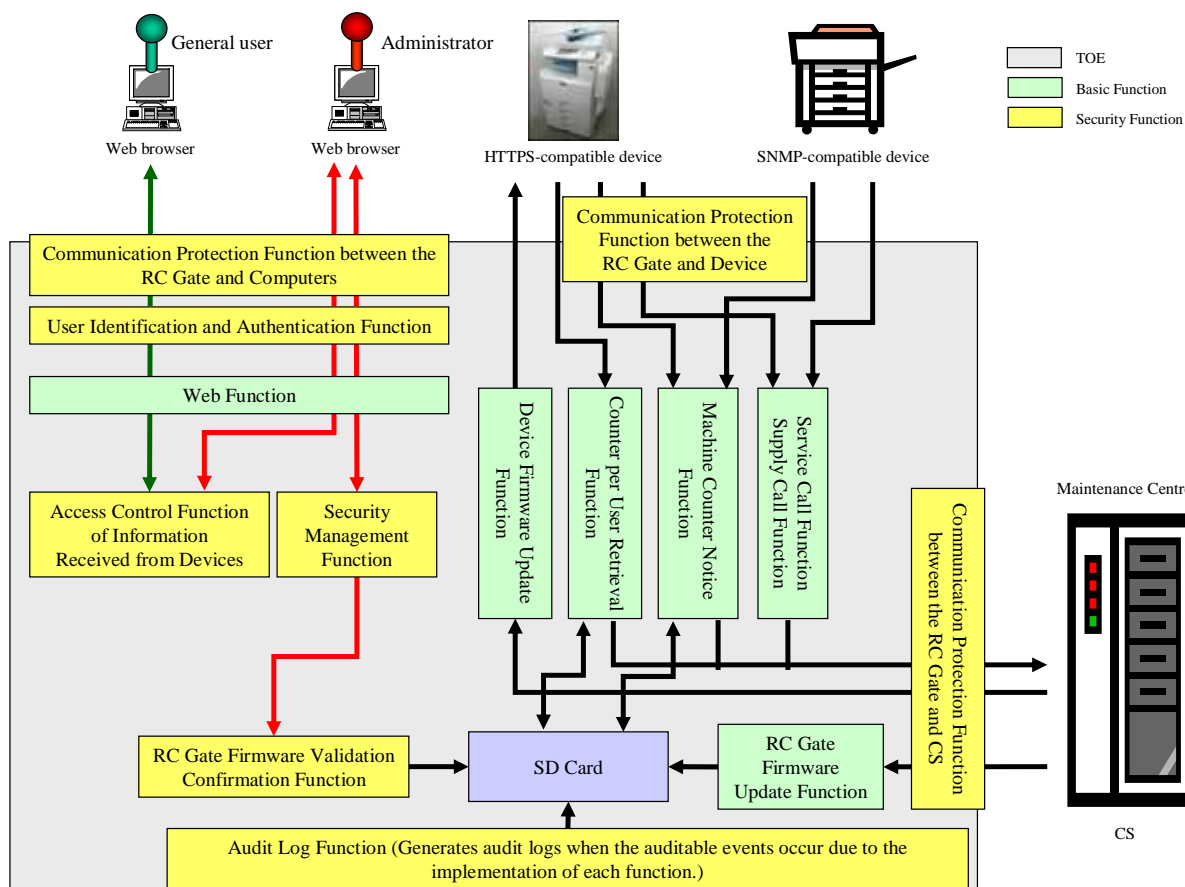 General user
Administrator
TOE
Basic Function
Security Function
Web browser
Web browser
HTTPS-compatible device
SNMP-compatible device
Communication Protection Function between the
RC Gate and Computers
Communication Protection
Function between the
RC Gate and Device
User Identification and Authentication Function
Web Function
Device Firmware Update
Function
Counter per User Retrieval
Function
Machine Counter Notice
Function
Service Call Function
Supply Call Function
Access Control Function
of Information
Received from Devices
Security
Management
Function
Communication Protection Function
between the RC Gate and CS
Maintenance Centr
RC Gate Firmware Validation
Confirmation Function
SD Card
RC Gate
Firmware
Update Function
CS
Audit Log Function (Generates audit logs when the auditable events occur due to the
implementation of each function.)